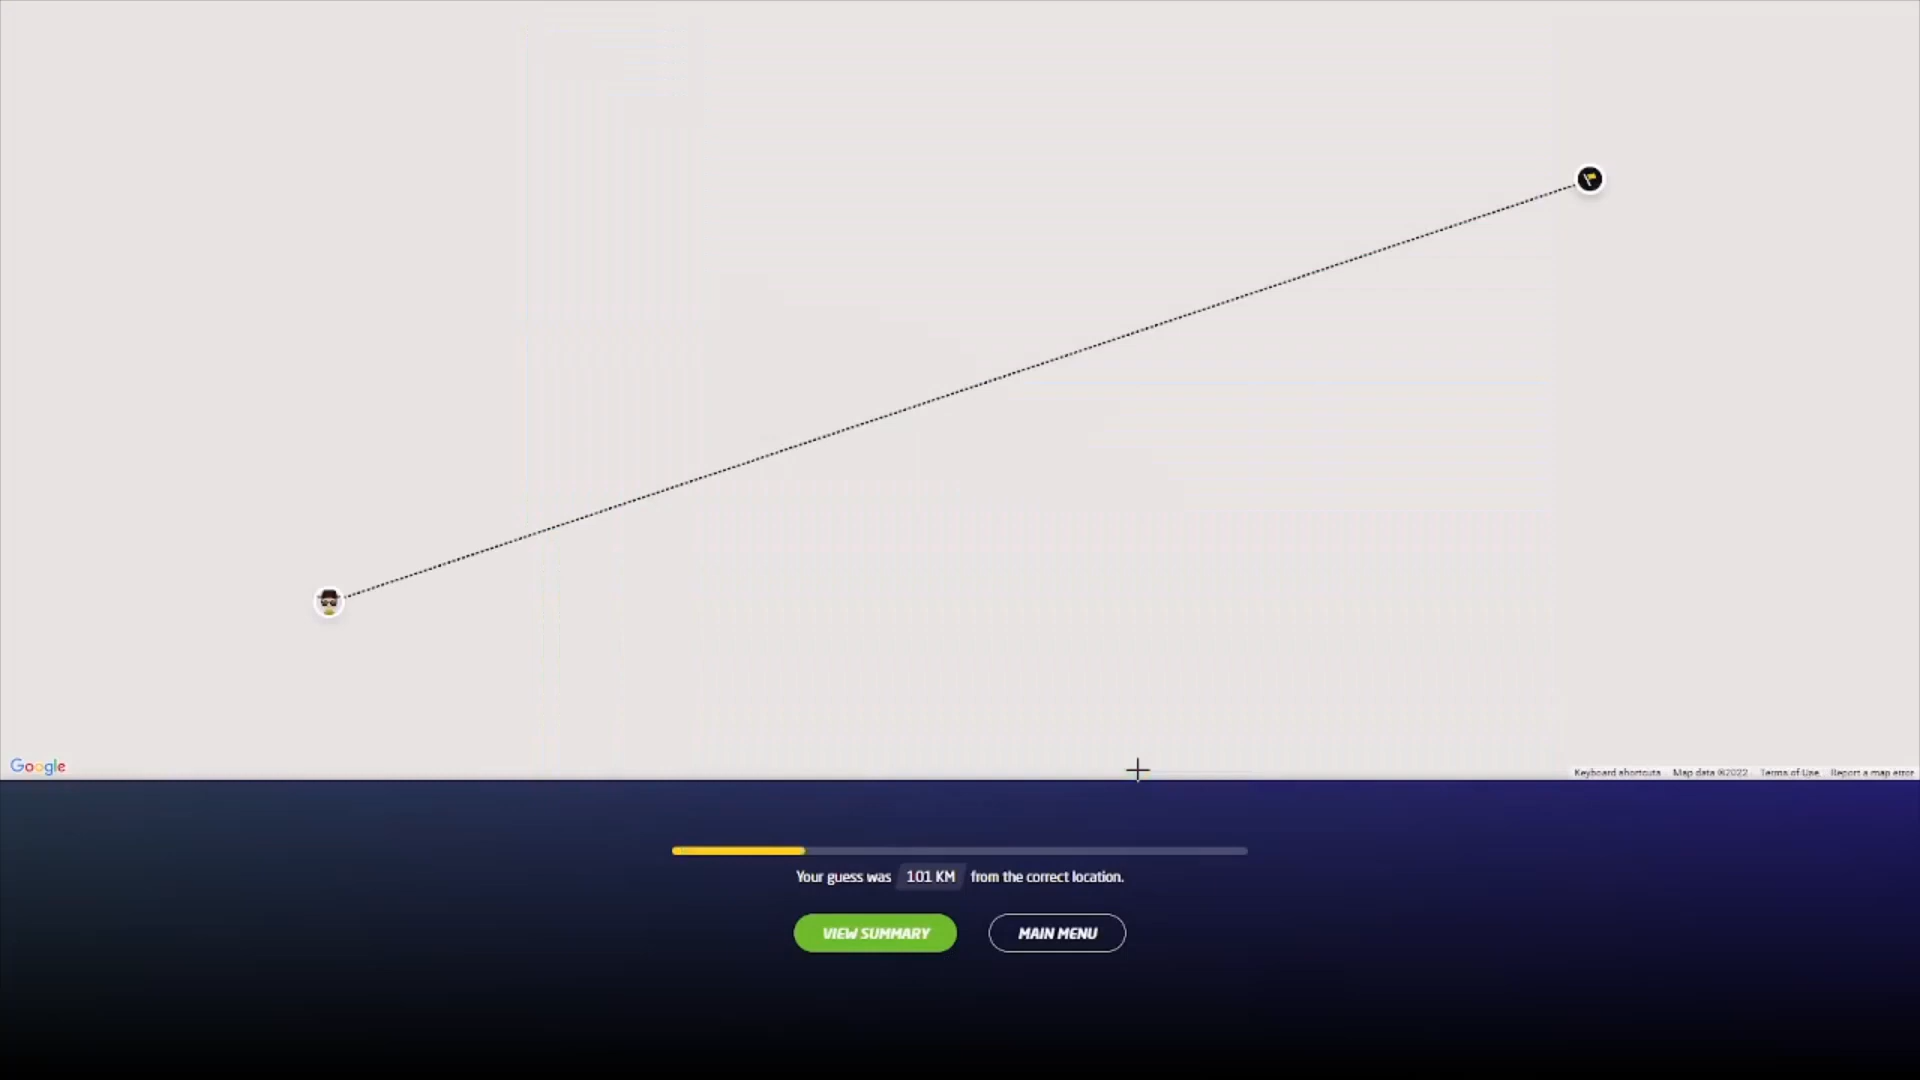 Google
Keyboard shortcuts Map data ©2022 Terms of Use Report a map error
Your guess was 101 KM from the correct location.
VIEW SUMMARY MAIN MENU